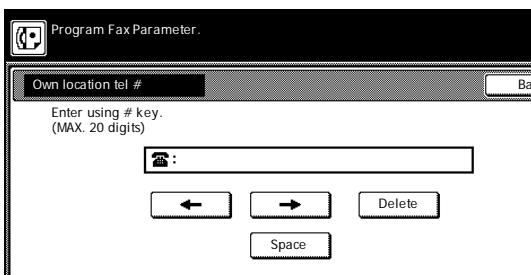 Program Fax Parameter.
Own location tel #
Enter using # key.
(MAX. 20 digits)
☎ :
← → Delete
Space